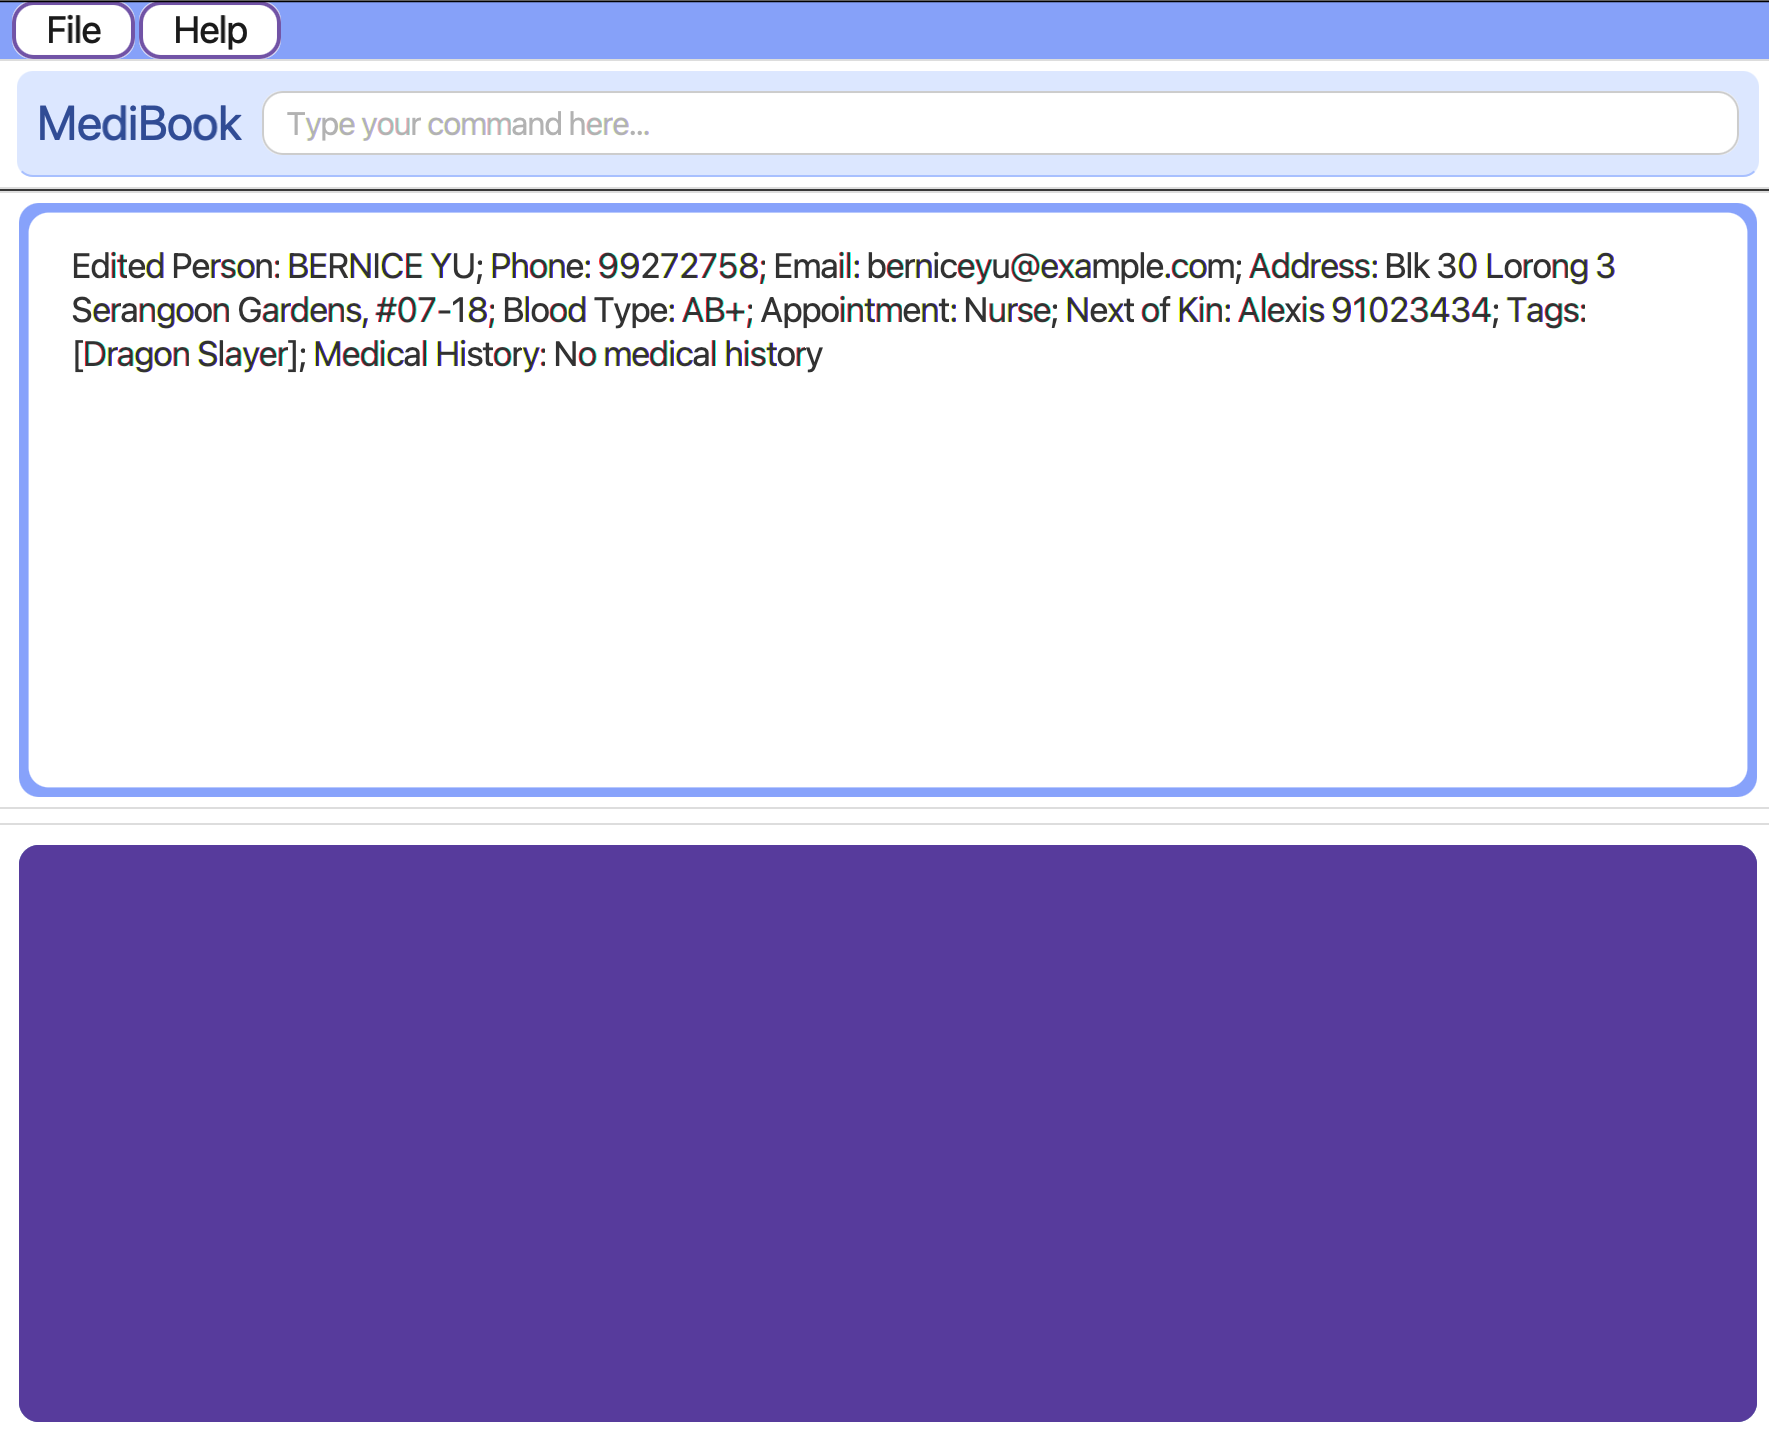 File Help
MediBook Type your command here...
Edited Person: BERNICE YU; Phone: 99272758; Email: berniceyu@example.com; Address: Blk 30 Lorong 3
Serangoon Gardens, #07-18; Blood Type: AB+; Appointment: Nurse; Next of Kin: Alexis 91023434; Tags:
[Dragon Slayer]; Medical History: No medical history